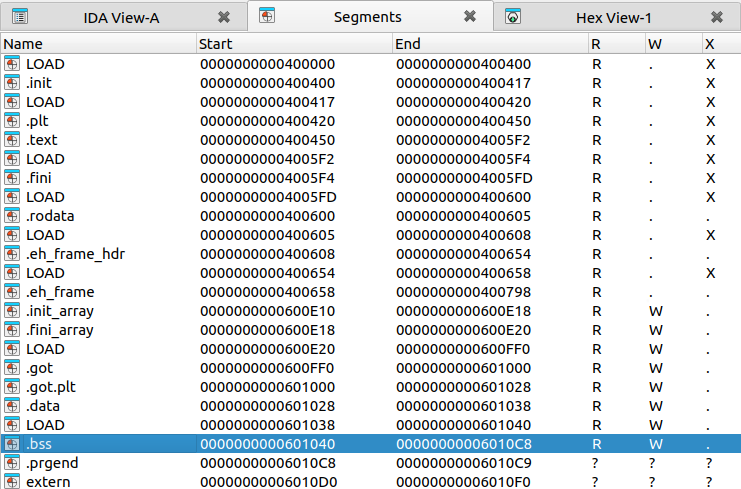 IDA View-A Segments Hex View-1
Name Start End R W X
LOAD 0000000000400000 0000000000400400 R . X
.init 0000000000400400 0000000000400417 R . X
LOAD 0000000000400417 0000000000400420 R . X
.plt 0000000000400420 0000000000400450 R . X
.text 0000000000400450 00000000004005F2 R . X
LOAD 00000000004005F2 00000000004005F4 R . X
.fini 00000000004005F4 00000000004005FD R . X
LOAD 00000000004005FD 0000000000400600 R . X
.rodata 0000000000400600 0000000000400605 R . .
LOAD 0000000000400605 0000000000400608 R . X
.eh_frame_hdr 0000000000400608 0000000000400654 R . .
LOAD 0000000000400654 0000000000400658 R . X
.eh_frame 0000000000400658 0000000000400798 R . .
.init_array 0000000000600E10 0000000000600E18 R W .
.fini_array 0000000000600E18 0000000000600E20 R W .
LOAD 0000000000600E20 0000000000600FF0 R W .
.got 0000000000600FF0 0000000000601000 R W .
.got.plt 0000000000601000 0000000000601028 R W .
.data 0000000000601028 0000000000601038 R W .
LOAD 0000000000601038 0000000000601040 R W .
.bss 0000000000601040 00000000006010C8 R W .
.prgend 00000000006010C8 00000000006010C9 ? ? ?
extern 00000000006010D0 00000000006010F0 ? ? ?